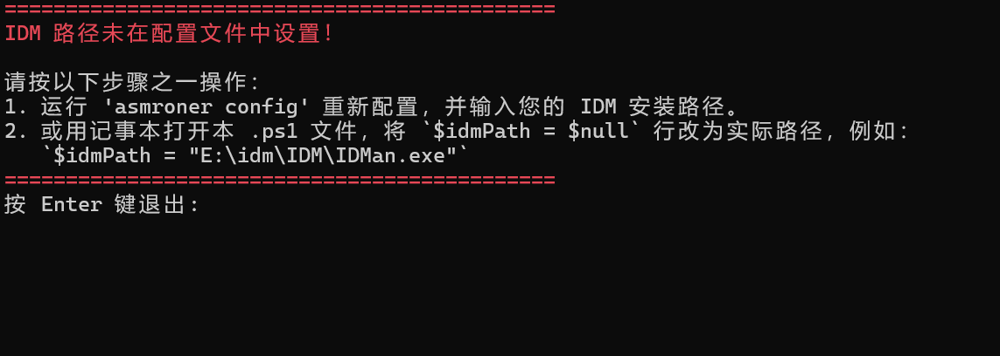 =============================================
IDM 路径未在配置文件中设置！
请按以下步骤之一操作：
1. 运行 'asmroner config' 重新配置，并输入您的 IDM 安装路径。
2. 或用记事本打开本 .ps1 文件，将 `$idmPath = $null` 行改为实际路径，例如：
`$idmPath = "E:\idm\IDM\IDMan.exe"`
=============================================
按 Enter 键退出：